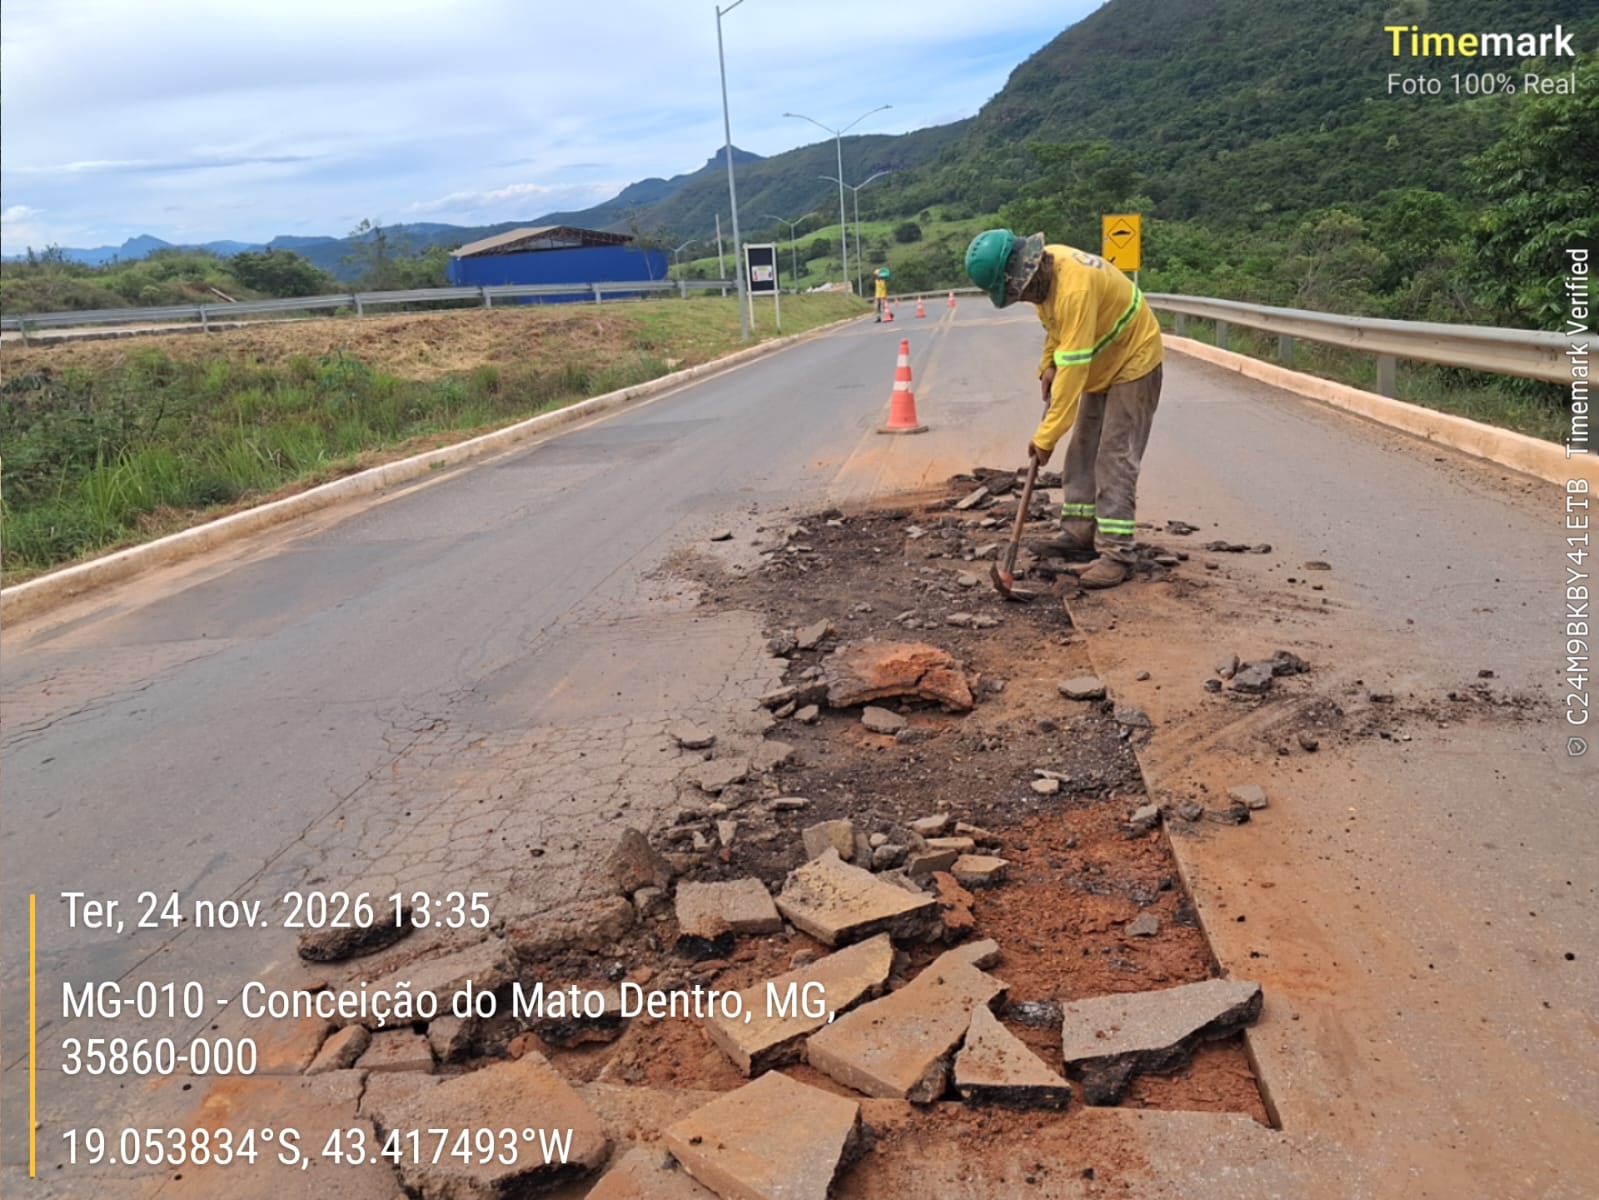 Timemark
Foto 100% Real
C24M9BKBY41ETB Timemark Verified
Ter, 24 nov. 2026 13:35
MG-010 - Conceição do Mato Dentro, MG,
35860-000
19.053834°S, 43.417493°W